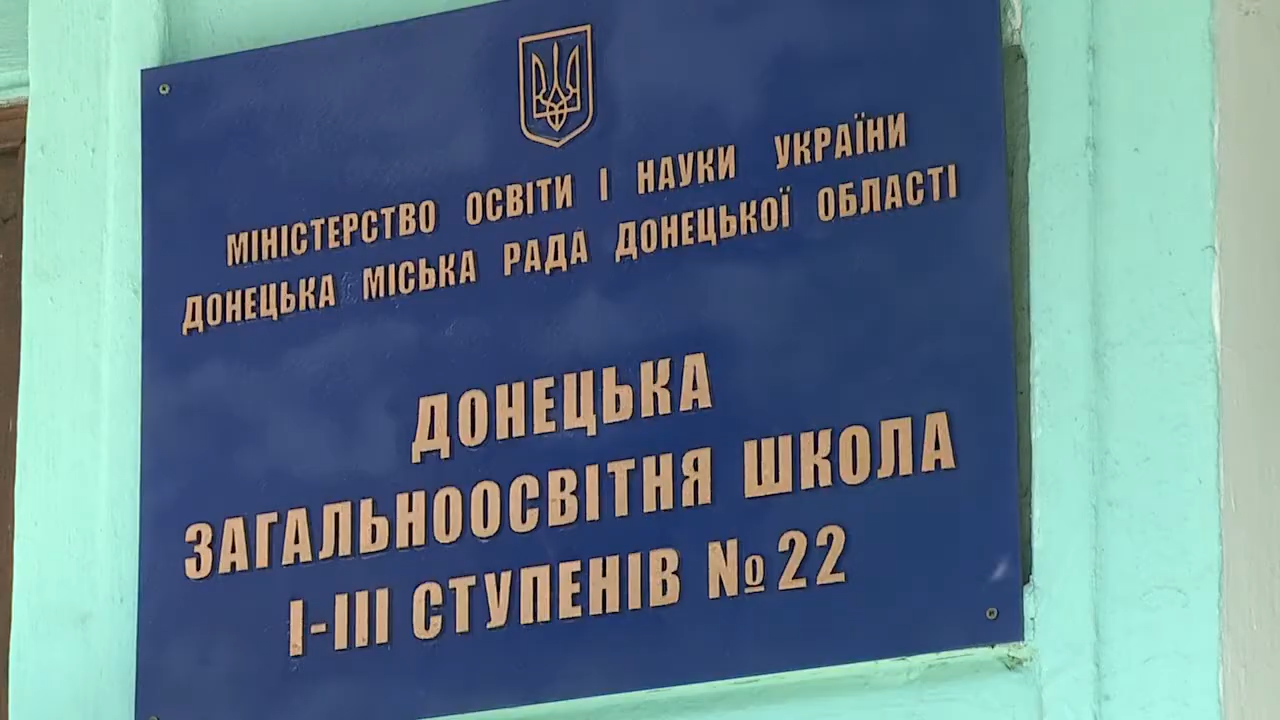 МІНІСТЕРСТВО ОСВІТИ І НАУКИ УКРАЇНИ
ДОНЕЦЬКА МІСЬКА РАДА ДОНЕЦЬКОЇ ОБЛАСТІ
ДОНЕЦЬКА
ЗАГАЛЬНООСВІТНЯ ШКОЛА
І-ІІІ СТУПЕНІВ №22